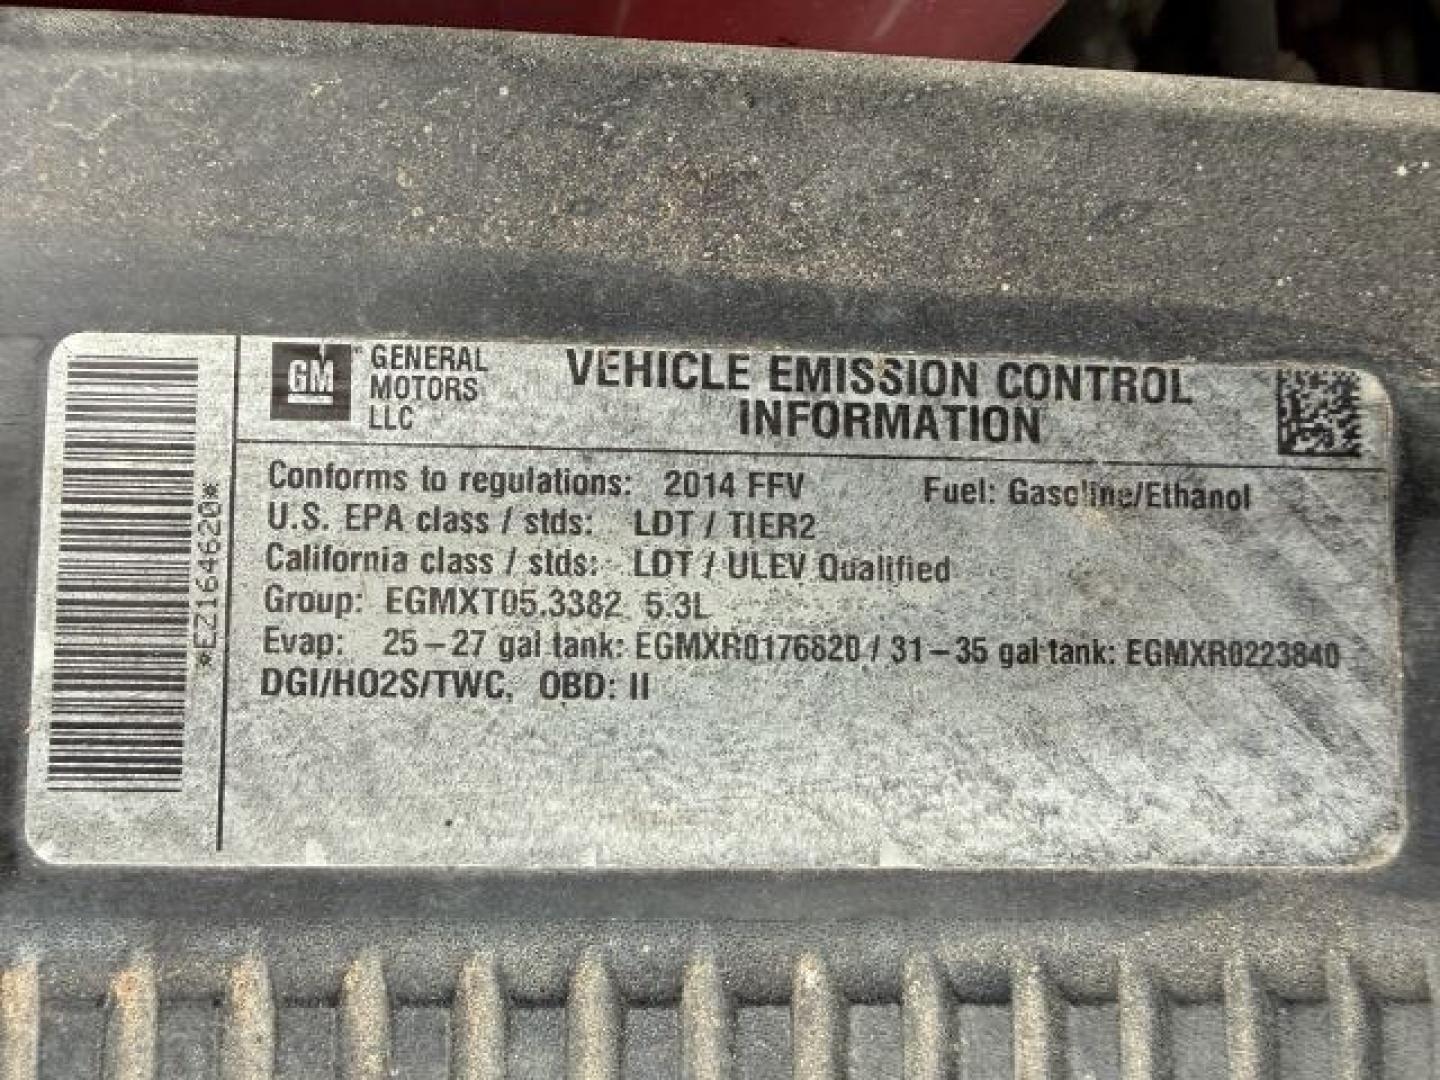 GM GENERAL MOTORS LLC
VEHICLE EMISSION CONTROL
INFORMATION
Conforms to regulations: 2014 FFV Fuel: Gasoline/Ethanol
U.S. EPA class / stds: LDT / TIER2
California class / stds: LDT / ULEV Qualified
Group: EGMXT05.3382 5.3L
Evap: 25-27 gal tank: EGMXR0176820 / 31-35 gal tank: EGMXR0223840
DGI/HO2S/TWC, OBD: II
*EZ164620*